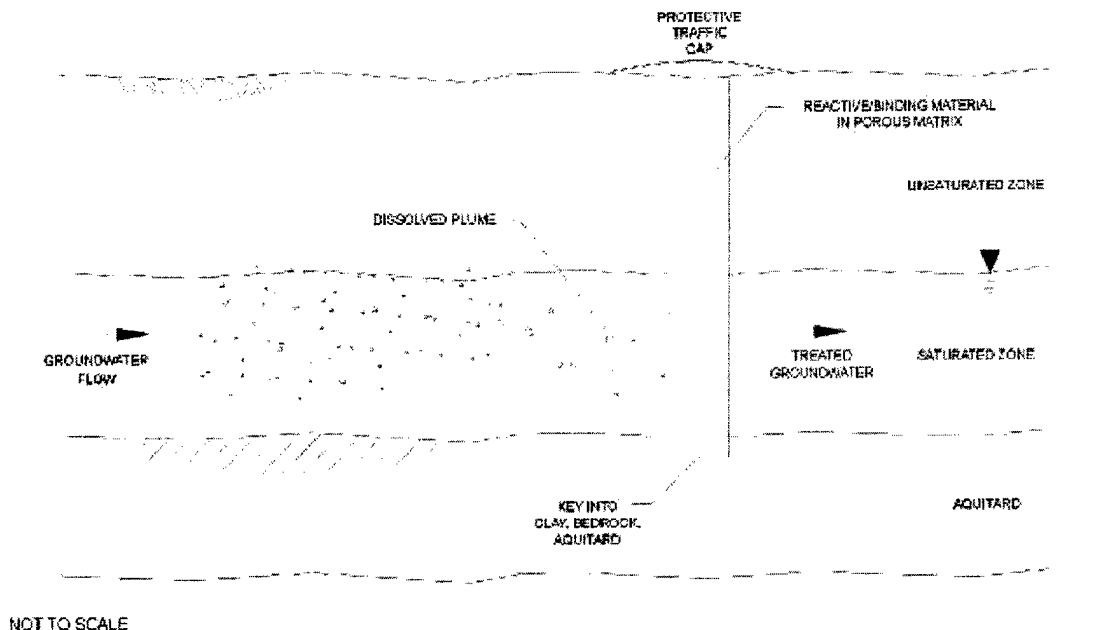 PROTECTIVE
TRAFFIC
CAP
REACTIVE/BINDING MATERIAL
IN POROUS MATRIX
UNSATURATED ZONE
DISSOLVED PLUME
GROUNDWATER
FLOW
TREATED
GROUNDWATER
SATURATED ZONE
KEY INTO
CLAY, BEDROCK,
AQUITARD
AQUITARD
NOT TO SCALE